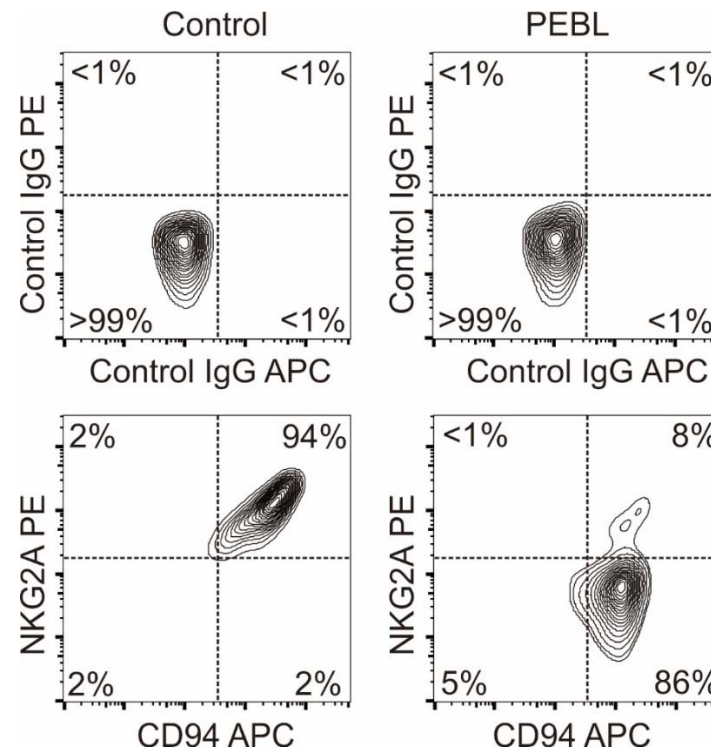 Control
PEBL
Control IgG PE
<1%
<1%
>99%
<1%
Control IgG APC
Control IgG PE
<1%
<1%
>99%
<1%
Control IgG APC
NKG2A PE
2%
94%
2%
2%
CD94 APC
NKG2A PE
<1%
8%
5%
86%
CD94 APC